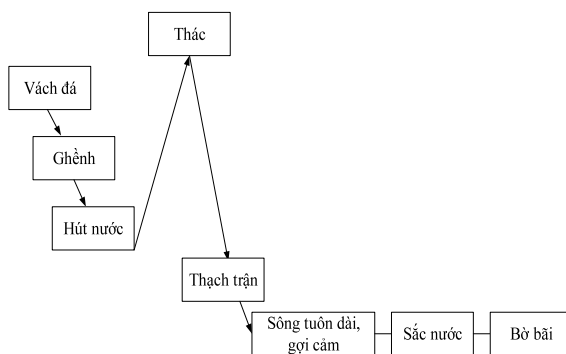 Thác
Vách đá
Ghềnh
Hút nước
Thạch trận
Sông tuôn dài,
gợi cảm
Sắc nước
Bờ bãi